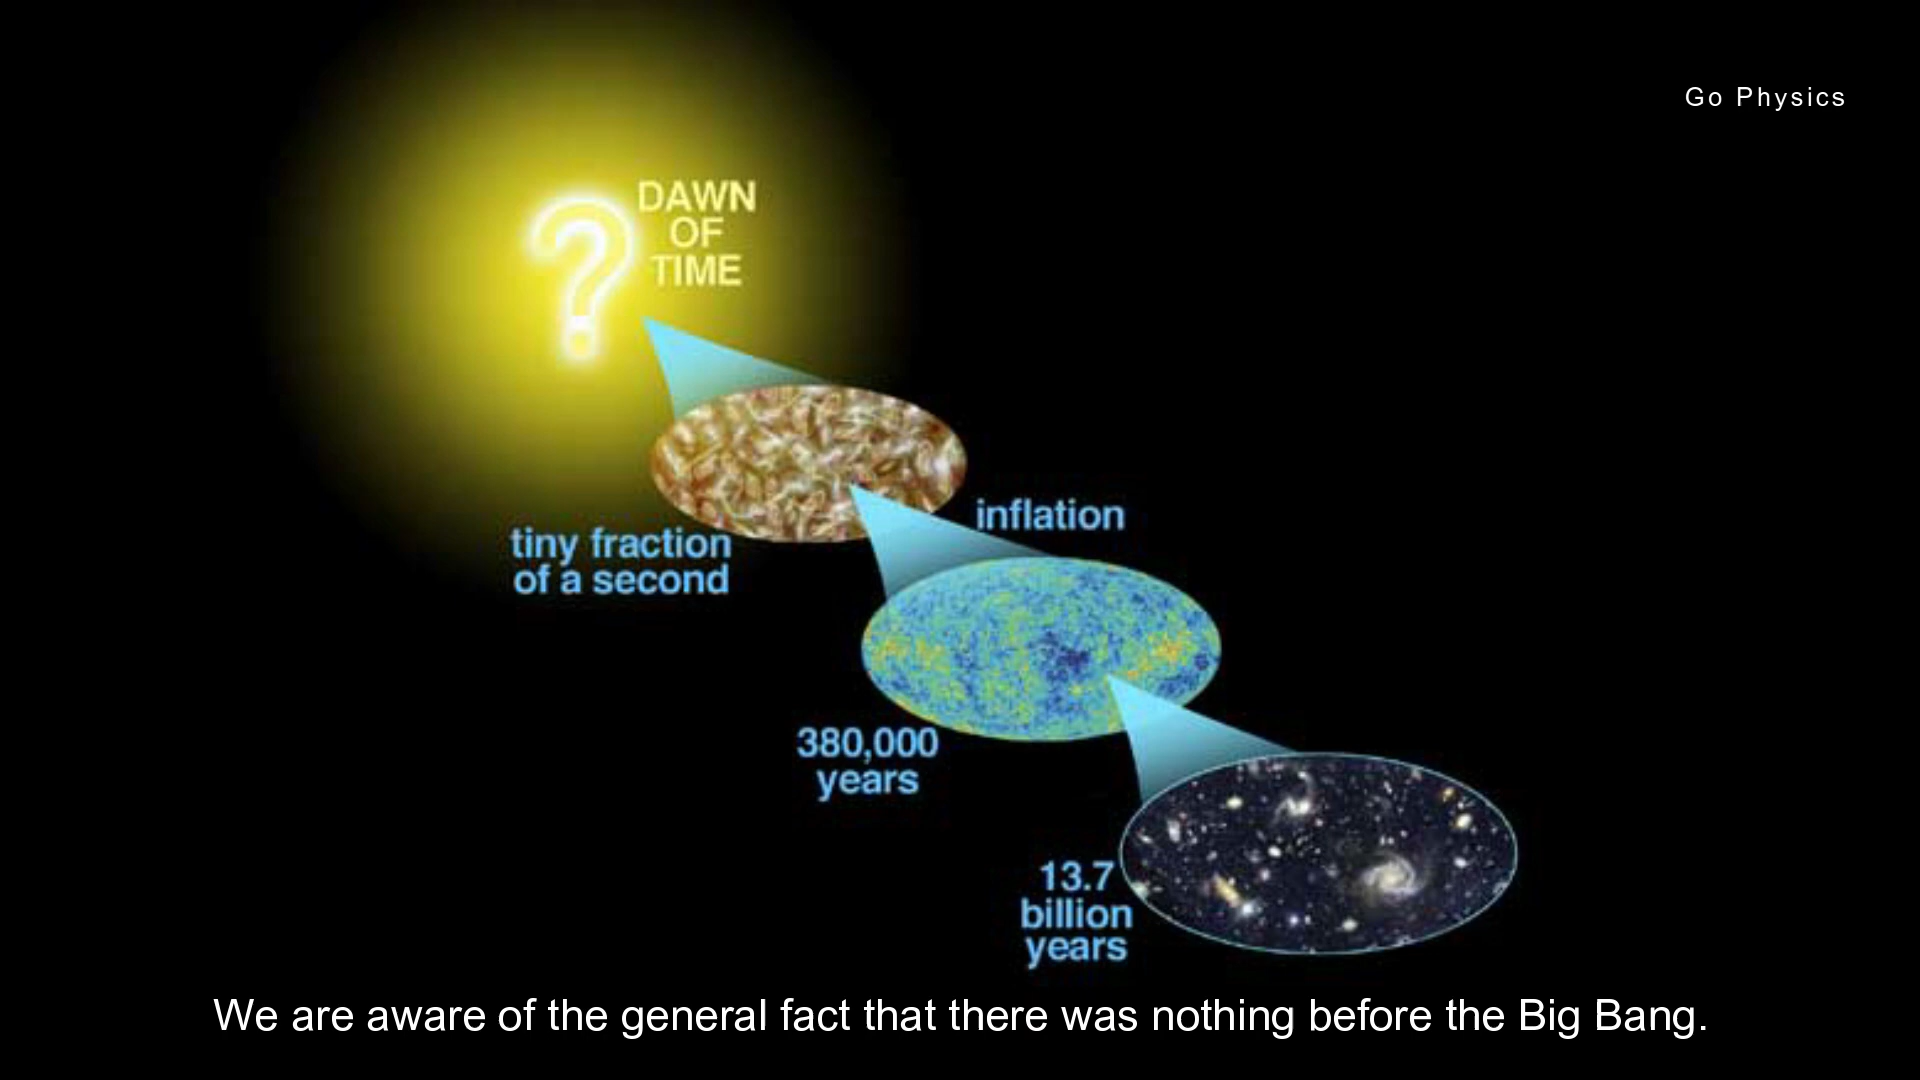 Go Physics
?
DAWN
OF
TIME
inflation
tiny fraction
of a second
380,000
years
13.7
billion
years
We are aware of the general fact that there was nothing before the Big Bang.